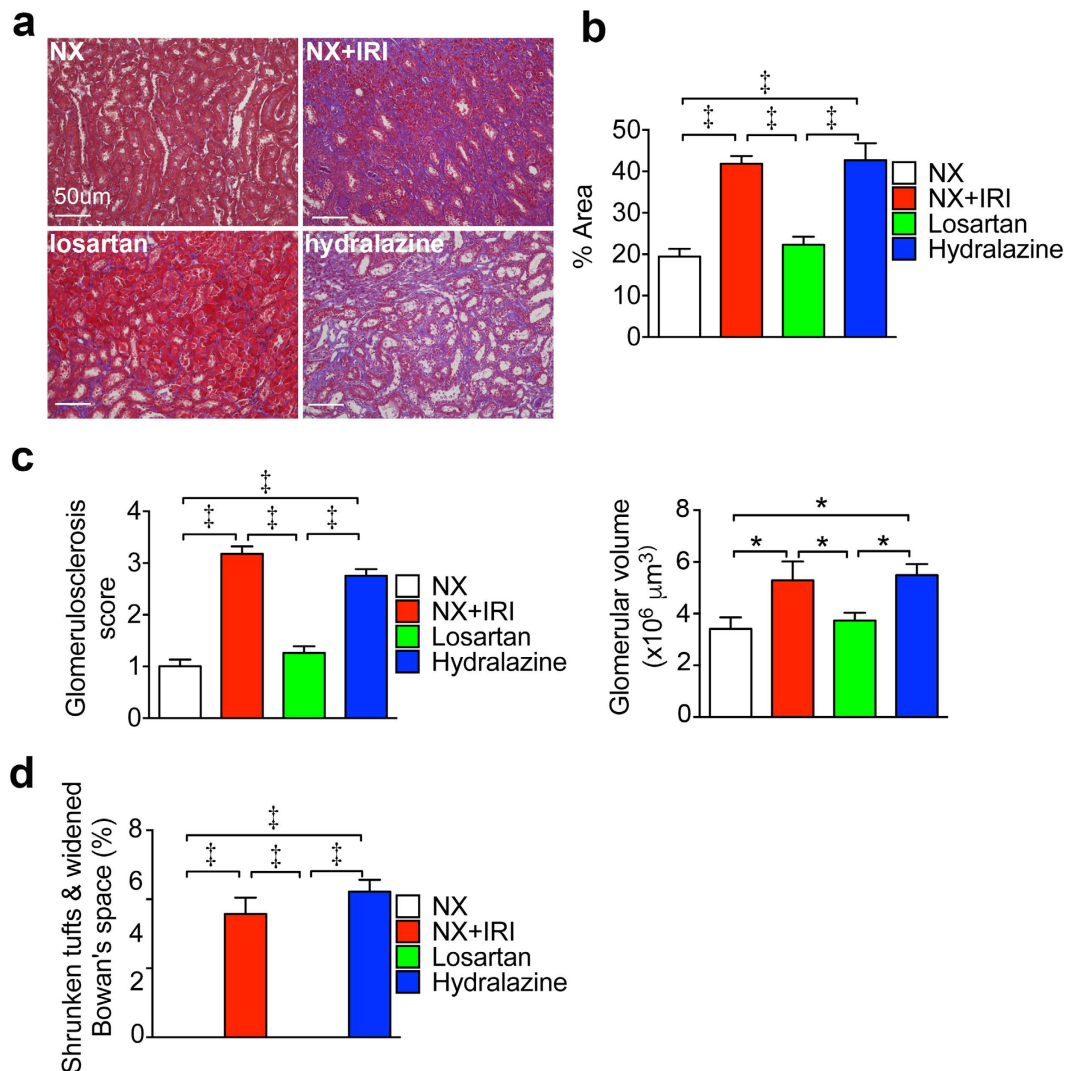 a
NX
NX+IRI
50um
losartan
hydralazine
b
‡
‡ ‡ ‡
50
40
30
20
10
0
% Area
NX
NX+IRI
Losartan
Hydralazine
c
‡
‡ ‡ ‡
4
3
2
1
0
Glomerulosclerosis
score
NX
NX+IRI
Losartan
Hydralazine
*
* * *
8
6
4
2
0
Glomerular volume
(x10⁶ μm³)
d
‡
‡ ‡ ‡
8
6
4
2
0
Shrunken tufts & widened
Bowan's space (%)
NX
NX+IRI
Losartan
Hydralazine